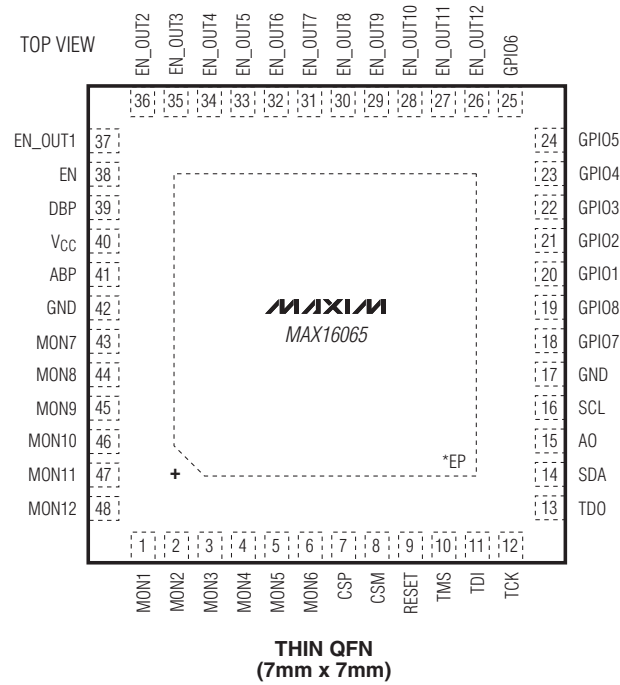 TOP VIEW
EN_OUT2
EN_OUT3
EN_OUT4
EN_OUT5
EN_OUT6
EN_OUT7
EN_OUT8
EN_OUT9
EN_OUT10
EN_OUT11
EN_OUT12
GPIO6
36 35 34 33 32 31 30 29 28 27 26 25
EN_OUT1 37
EN 38
DBP 39
VCC 40
ABP 41
GND 42
MON7 43
MON8 44
MON9 45
MON10 46
MON11 47
MON12 48
24 GPIO5
23 GPIO4
22 GPIO3
21 GPIO2
20 GPIO1
19 GPIO8
18 GPIO7
17 GND
16 SCL
15 A0
14 SDA
13 TDO
MAXIM
MAX16065
*EP
+
1 2 3 4 5 6 7 8 9 10 11 12
MON1
MON2
MON3
MON4
MON5
MON6
CSP
CSM
RESET
TMS
TDI
TCK
THIN QFN
(7mm x 7mm)